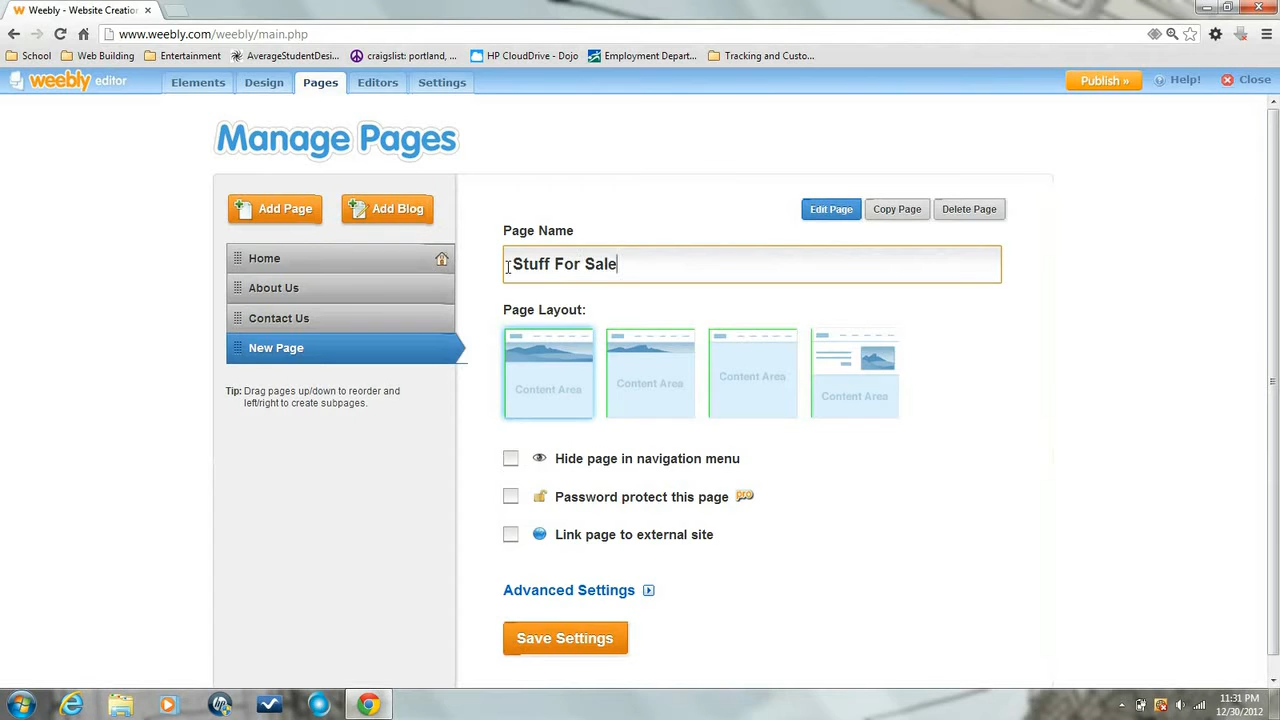 Weebly - Website Creation
www.weebly.com/weebly/main.php
School
Web Building
Entertainment
AverageStudentDesi...
craigslist: portland, ...
HP CloudDrive - Dojo
Employment Depart...
Tracking and Custo...
weebly editor
Elements
Design
Pages
Editors
Settings
Publish »
Help!
Close
Manage Pages
Add Page
Add Blog
Edit Page
Copy Page
Delete Page
Home
About Us
Contact Us
New Page
Tip: Drag pages up/down to reorder and
left/right to create subpages.
Page Name
Stuff For Sale
Page Layout:
Content Area
Content Area
Content Area
Content Area
Hide page in navigation menu
Password protect this page pro
Link page to external site
Advanced Settings
Save Settings
11:31 PM
12/30/2012